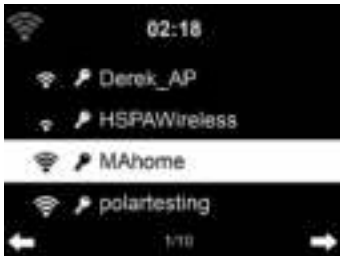 02:18
Derek_AP
HSPAWireless
MAhome
polartesting
1/10